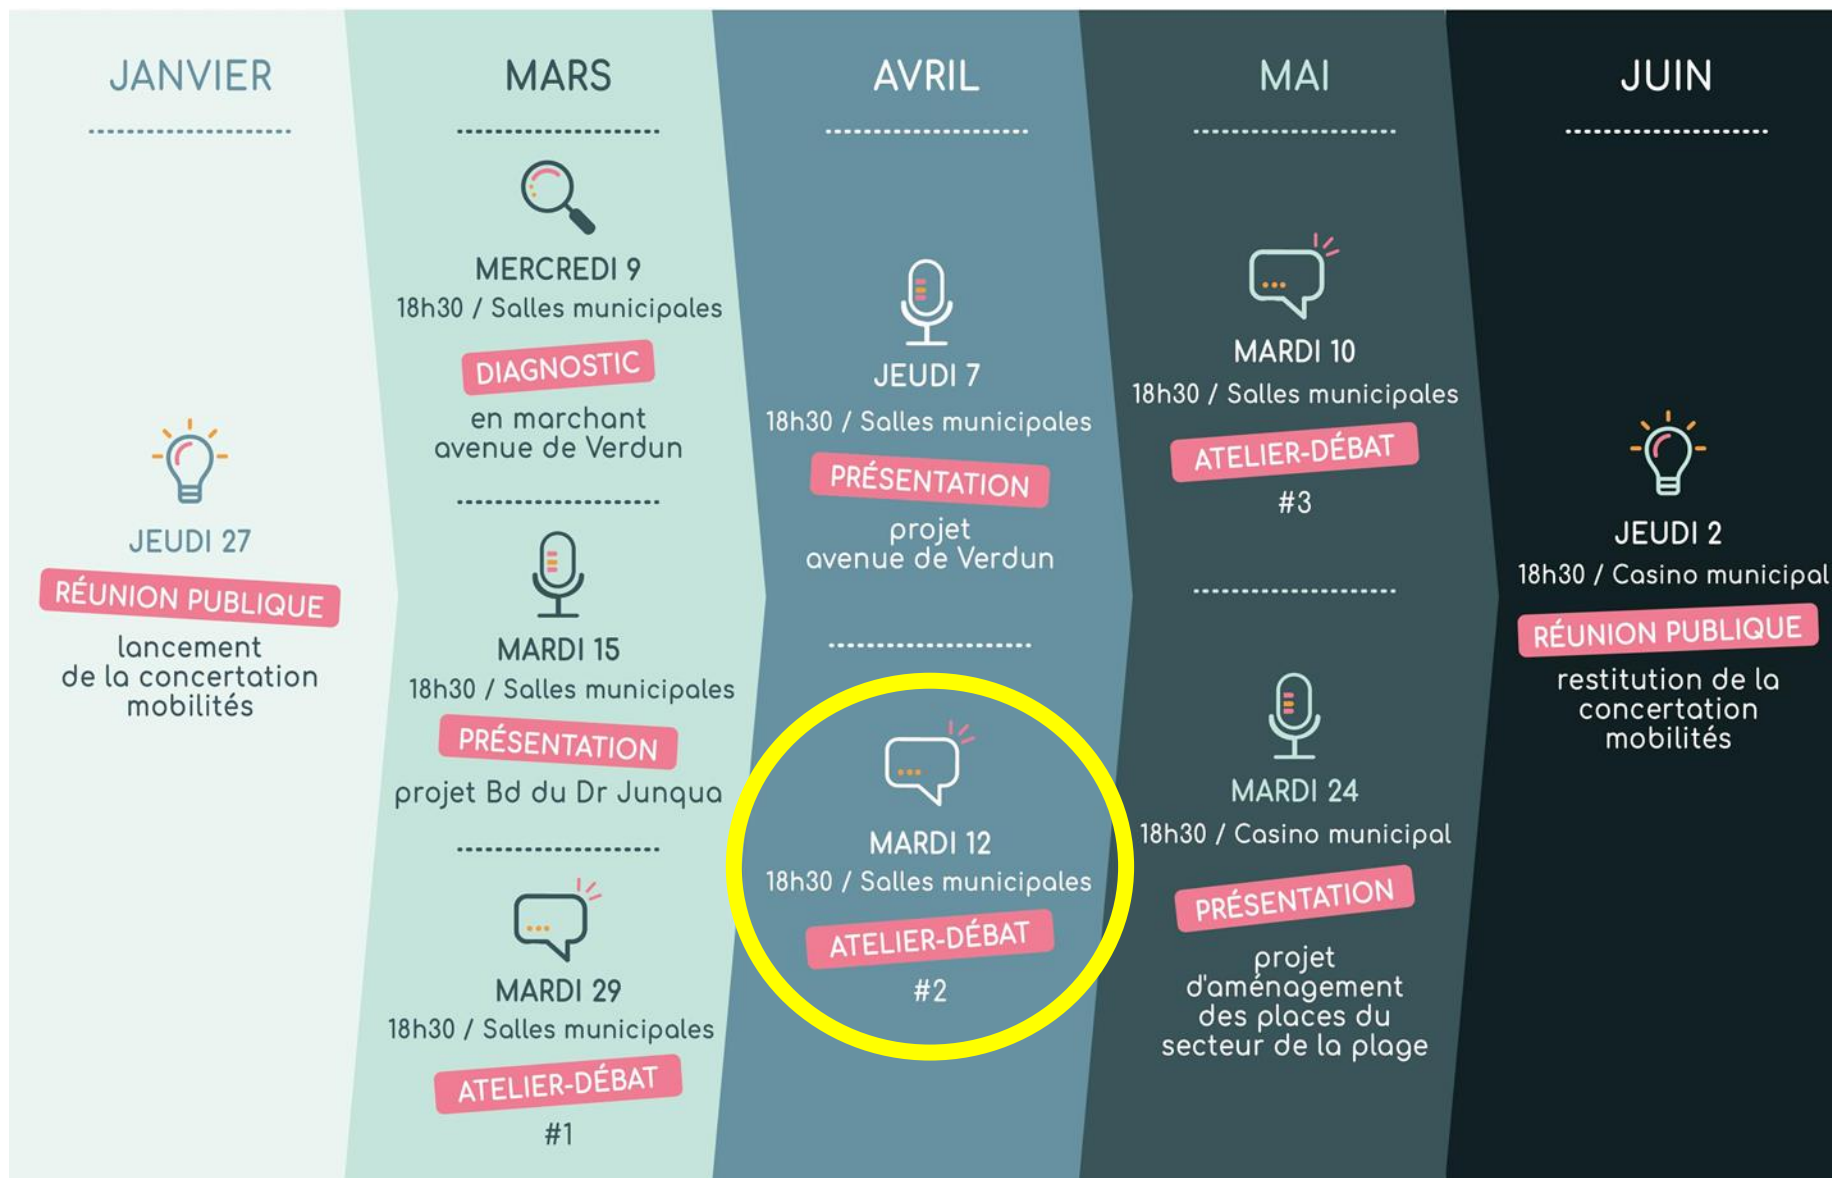 JANVIER
JEUDI 27
RÉUNION PUBLIQUE
lancement
de la concertation
mobilités
MARS
MERCREDI 9
18h30 / Salles municipales
DIAGNOSTIC
en marchant
avenue de Verdun
MARDI 15
18h30 / Salles municipales
PRÉSENTATION
projet Bd du Dr Junqua
MARDI 29
18h30 / Salles municipales
ATELIER-DÉBAT
#1
AVRIL
JEUDI 7
18h30 / Salles municipales
PRÉSENTATION
projet
avenue de Verdun
MARDI 12
18h30 / Salles municipales
ATELIER-DÉBAT
#2
MAI
MARDI 10
18h30 / Salles municipales
ATELIER-DÉBAT
#3
MARDI 24
18h30 / Casino municipal
PRÉSENTATION
projet
d'aménagement
des places du
secteur de la plage
JUIN
JEUDI 2
18h30 / Casino municipal
RÉUNION PUBLIQUE
restitution de la
concertation
mobilités